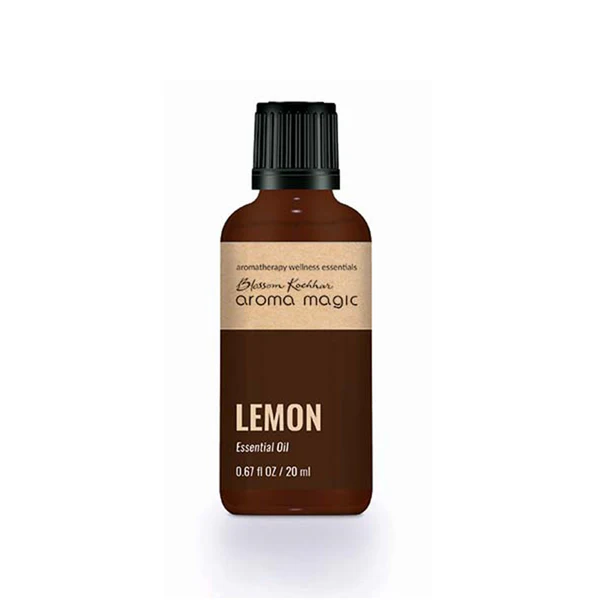 aromatherapy wellness essentials
Blossom Kochhar
aroma magic
LEMON
Essential Oil
0.67 fl OZ / 20 ml